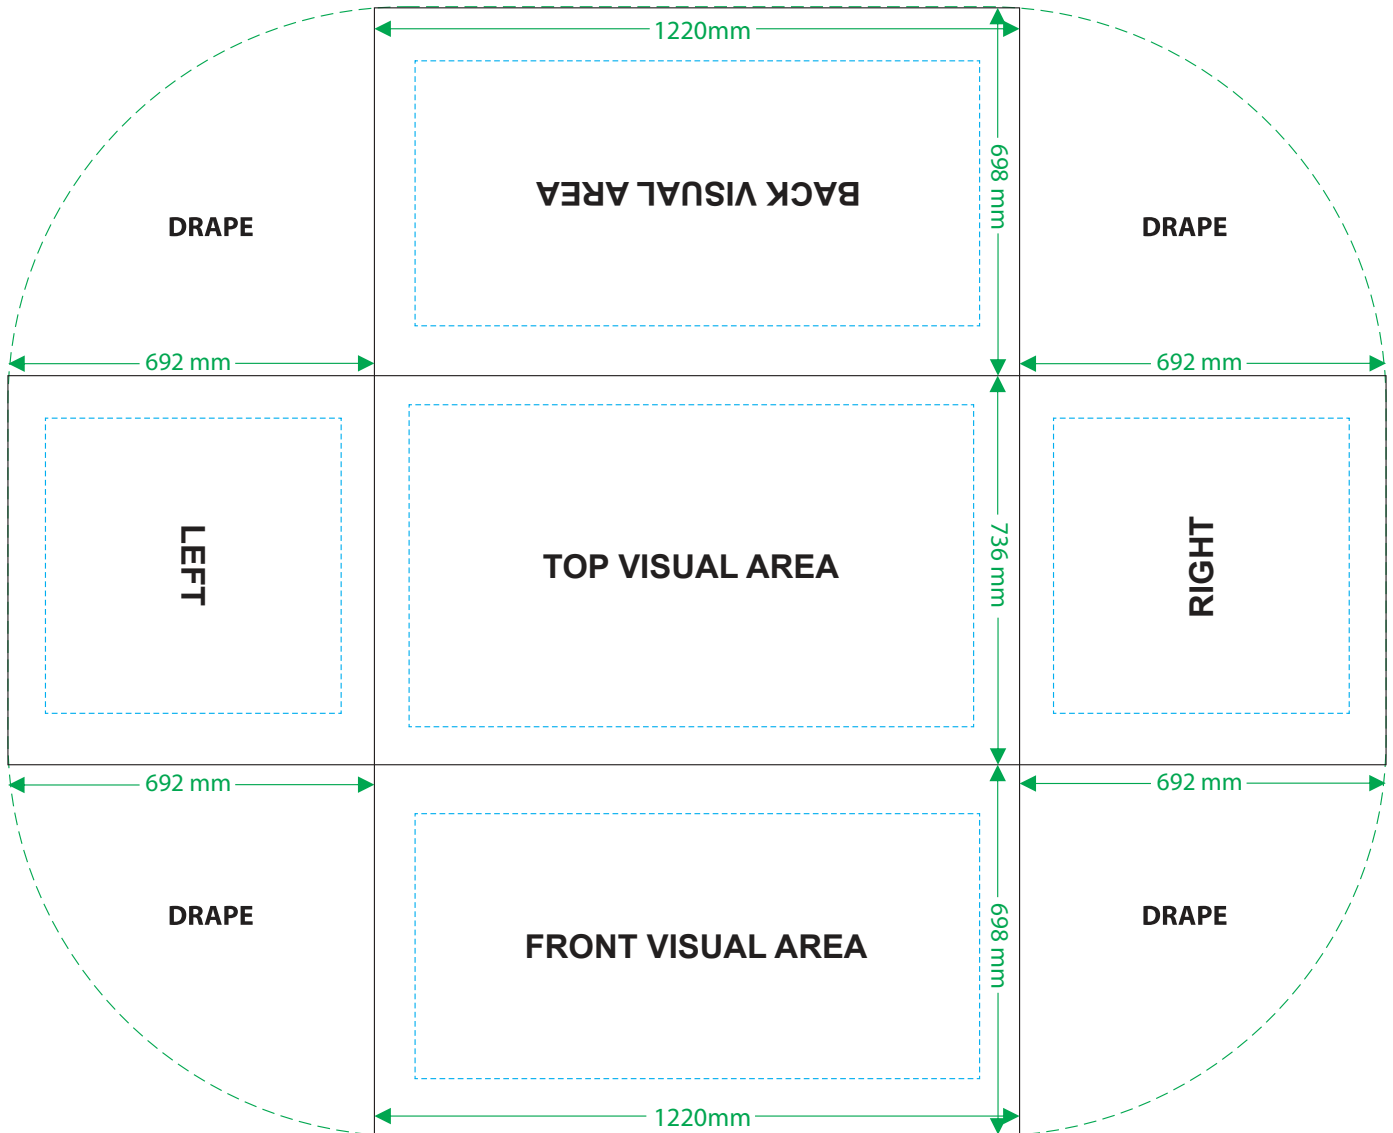 1220mm
698 mm
BACK VISUAL AREA
DRAPE
DRAPE
692 mm
692 mm
LEFT
TOP VISUAL AREA
736 mm
RIGHT
692 mm
692 mm
DRAPE
FRONT VISUAL AREA
698 mm
DRAPE
1220mm